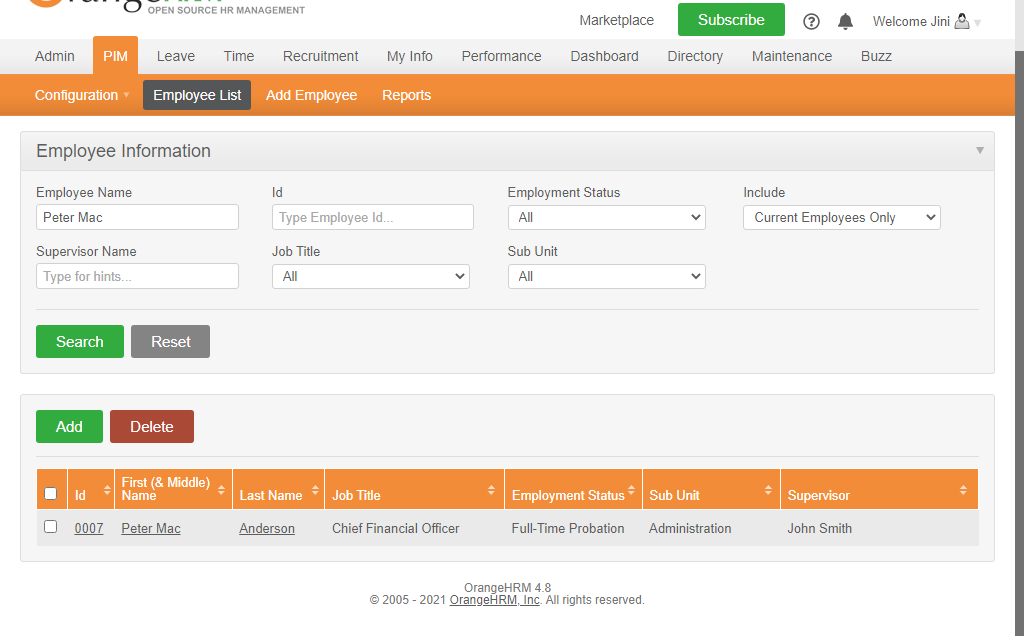 OPEN SOURCE HR MANAGEMENT
Marketplace Subscribe Welcome Jini
Admin PIM Leave Time Recruitment My Info Performance Dashboard Directory Maintenance Buzz
Configuration Employee List Add Employee Reports
Employee Information
Employee Name Id Employment Status Include
Peter Mac Type Employee Id... All Current Employees Only
Supervisor Name Job Title Sub Unit
Type for hints... All All
Search Reset
Add Delete
Id First (& Middle) Name Last Name Job Title Employment Status Sub Unit Supervisor
0007 Peter Mac Anderson Chief Financial Officer Full-Time Probation Administration John Smith
OrangeHRM 4.8
© 2005 - 2021 OrangeHRM, Inc. All rights reserved.